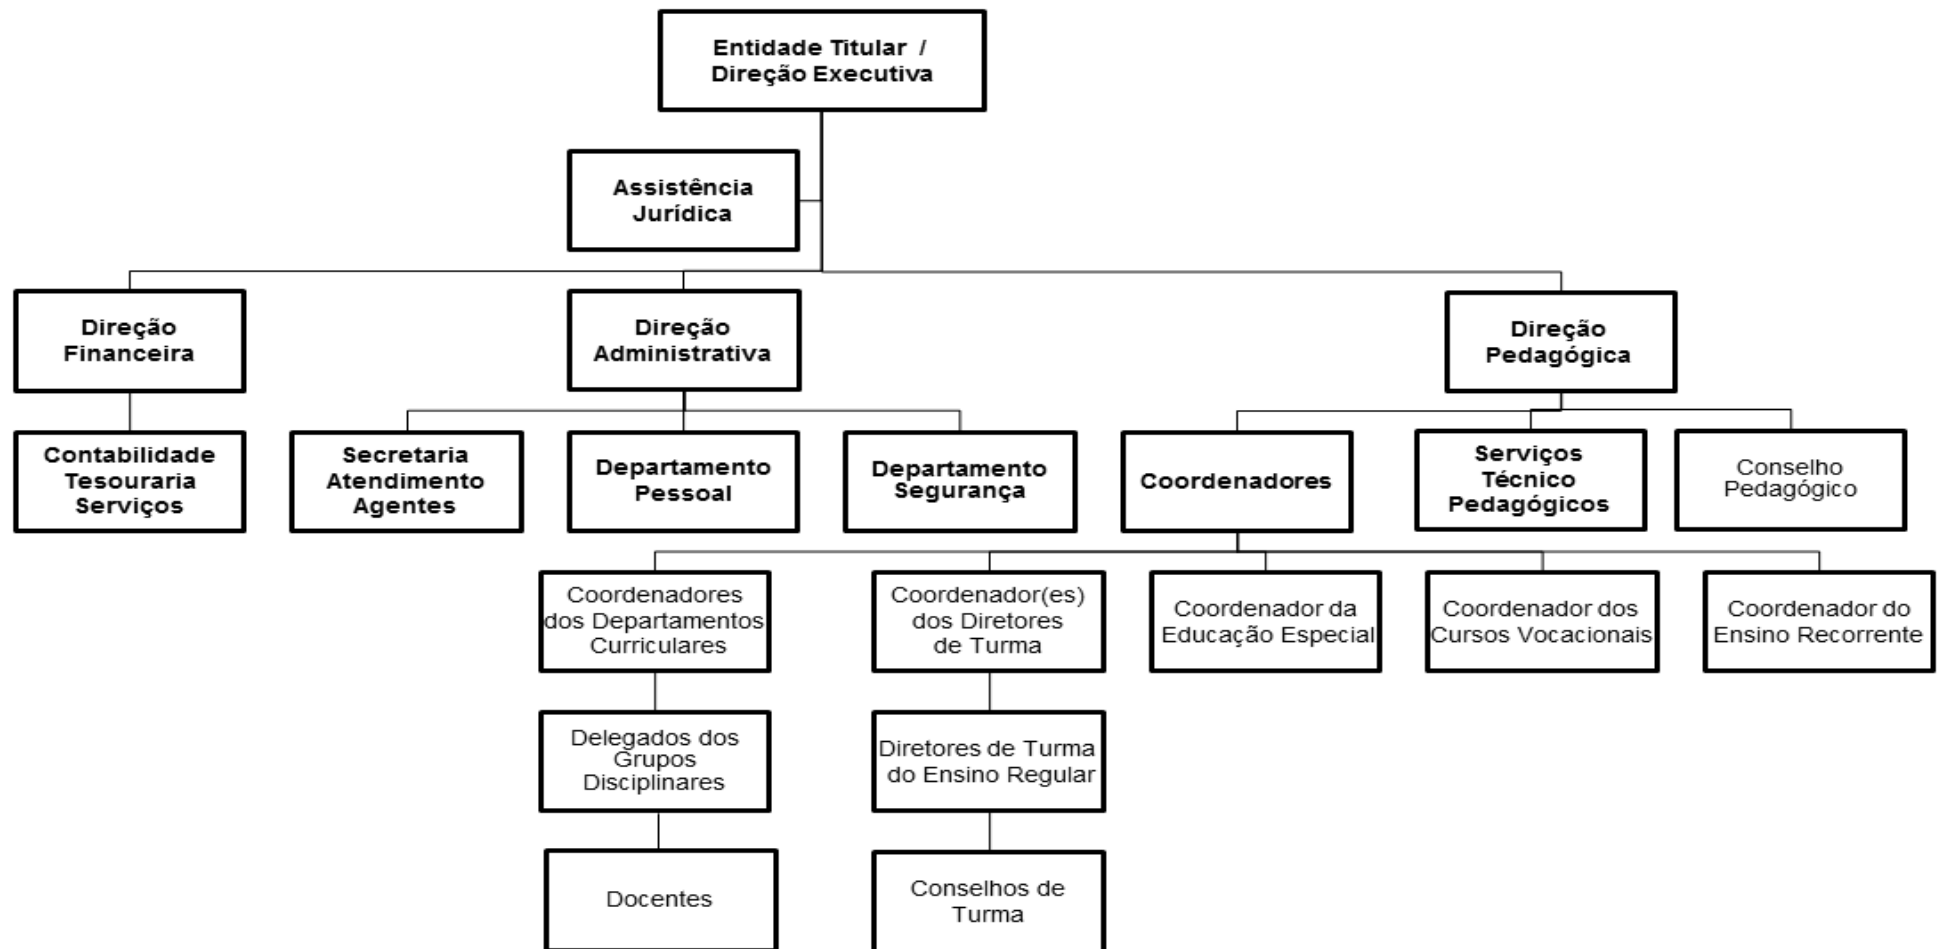 Entidade Titular /
Direção Executiva
Assistência
Jurídica
Direção
Financeira
Direção
Administrativa
Direção
Pedagógica
Contabilidade
Tesouraria
Serviços
Secretaria
Atendimento
Agentes
Departamento
Pessoal
Departamento
Segurança
Coordenadores
Serviços
Técnico
Pedagógicos
Conselho
Pedagógico
Coordenadores
dos Departamentos
Curriculares
Coordenador(es)
dos Diretores
de Turma
Coordenador da
Educação Especial
Coordenador dos
Cursos Vocacionais
Coordenador do
Ensino Recorrente
Delegados dos
Grupos
Disciplinares
Diretores de Turma
do Ensino Regular
Docentes
Conselhos de
Turma